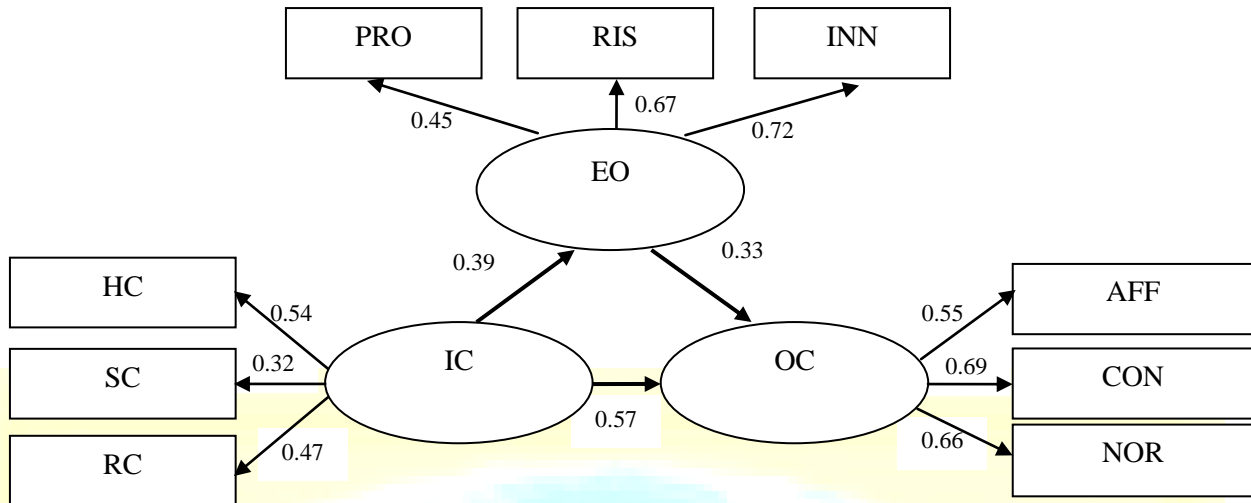 PRO RIS INN
0.45 0.67 0.72
EO
0.39 0.33
HC AFF
0.54 0.55
SC 0.32 IC OC 0.69 CON
0.57
RC 0.47 0.66 NOR